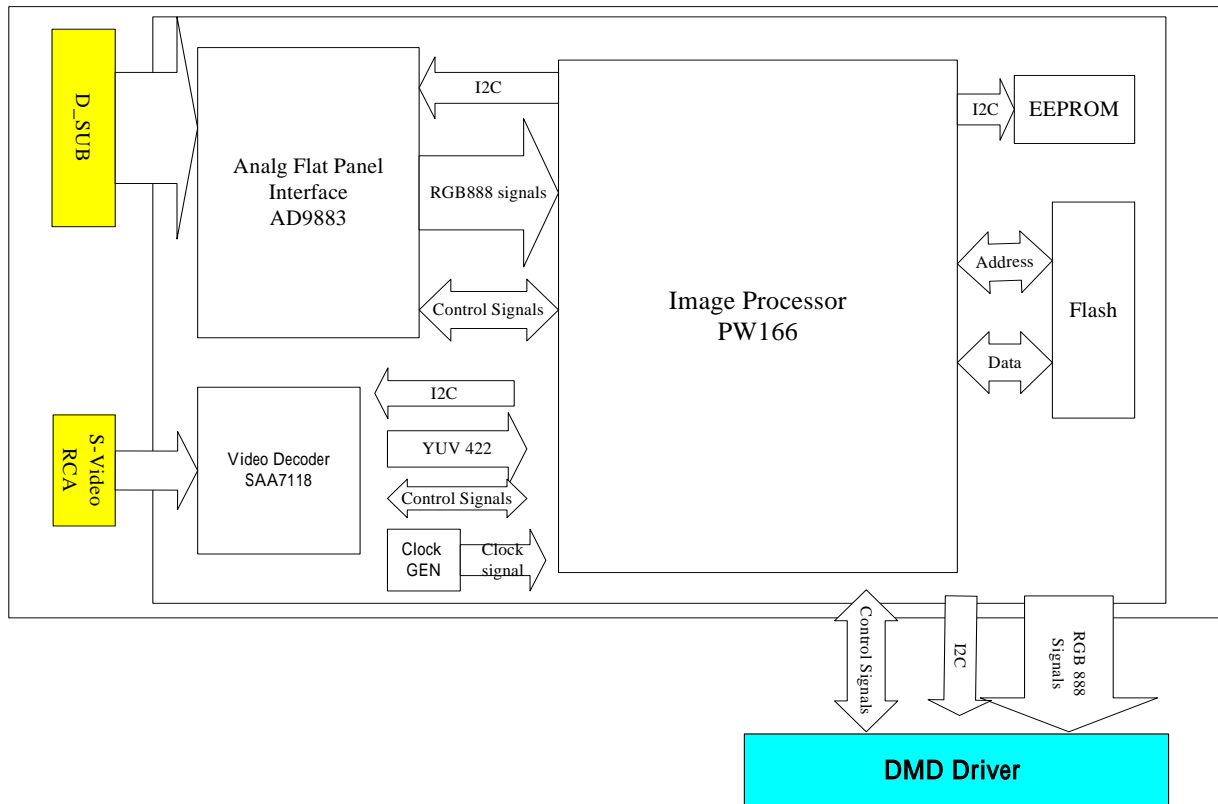 D_SUB
Analg Flat Panel
Interface
AD9883
I2C
RGB888 signals
Control Signals
Image Processor
PW166
I2C
EEPROM
Address
Data
Flash
S-Video
RCA
Video Decoder
SAA7118
I2C
YUV 422
Control Signals
Clock
GEN
Clock
signal
Control Signals
I2C
RGB 888
Signals
DMD Driver